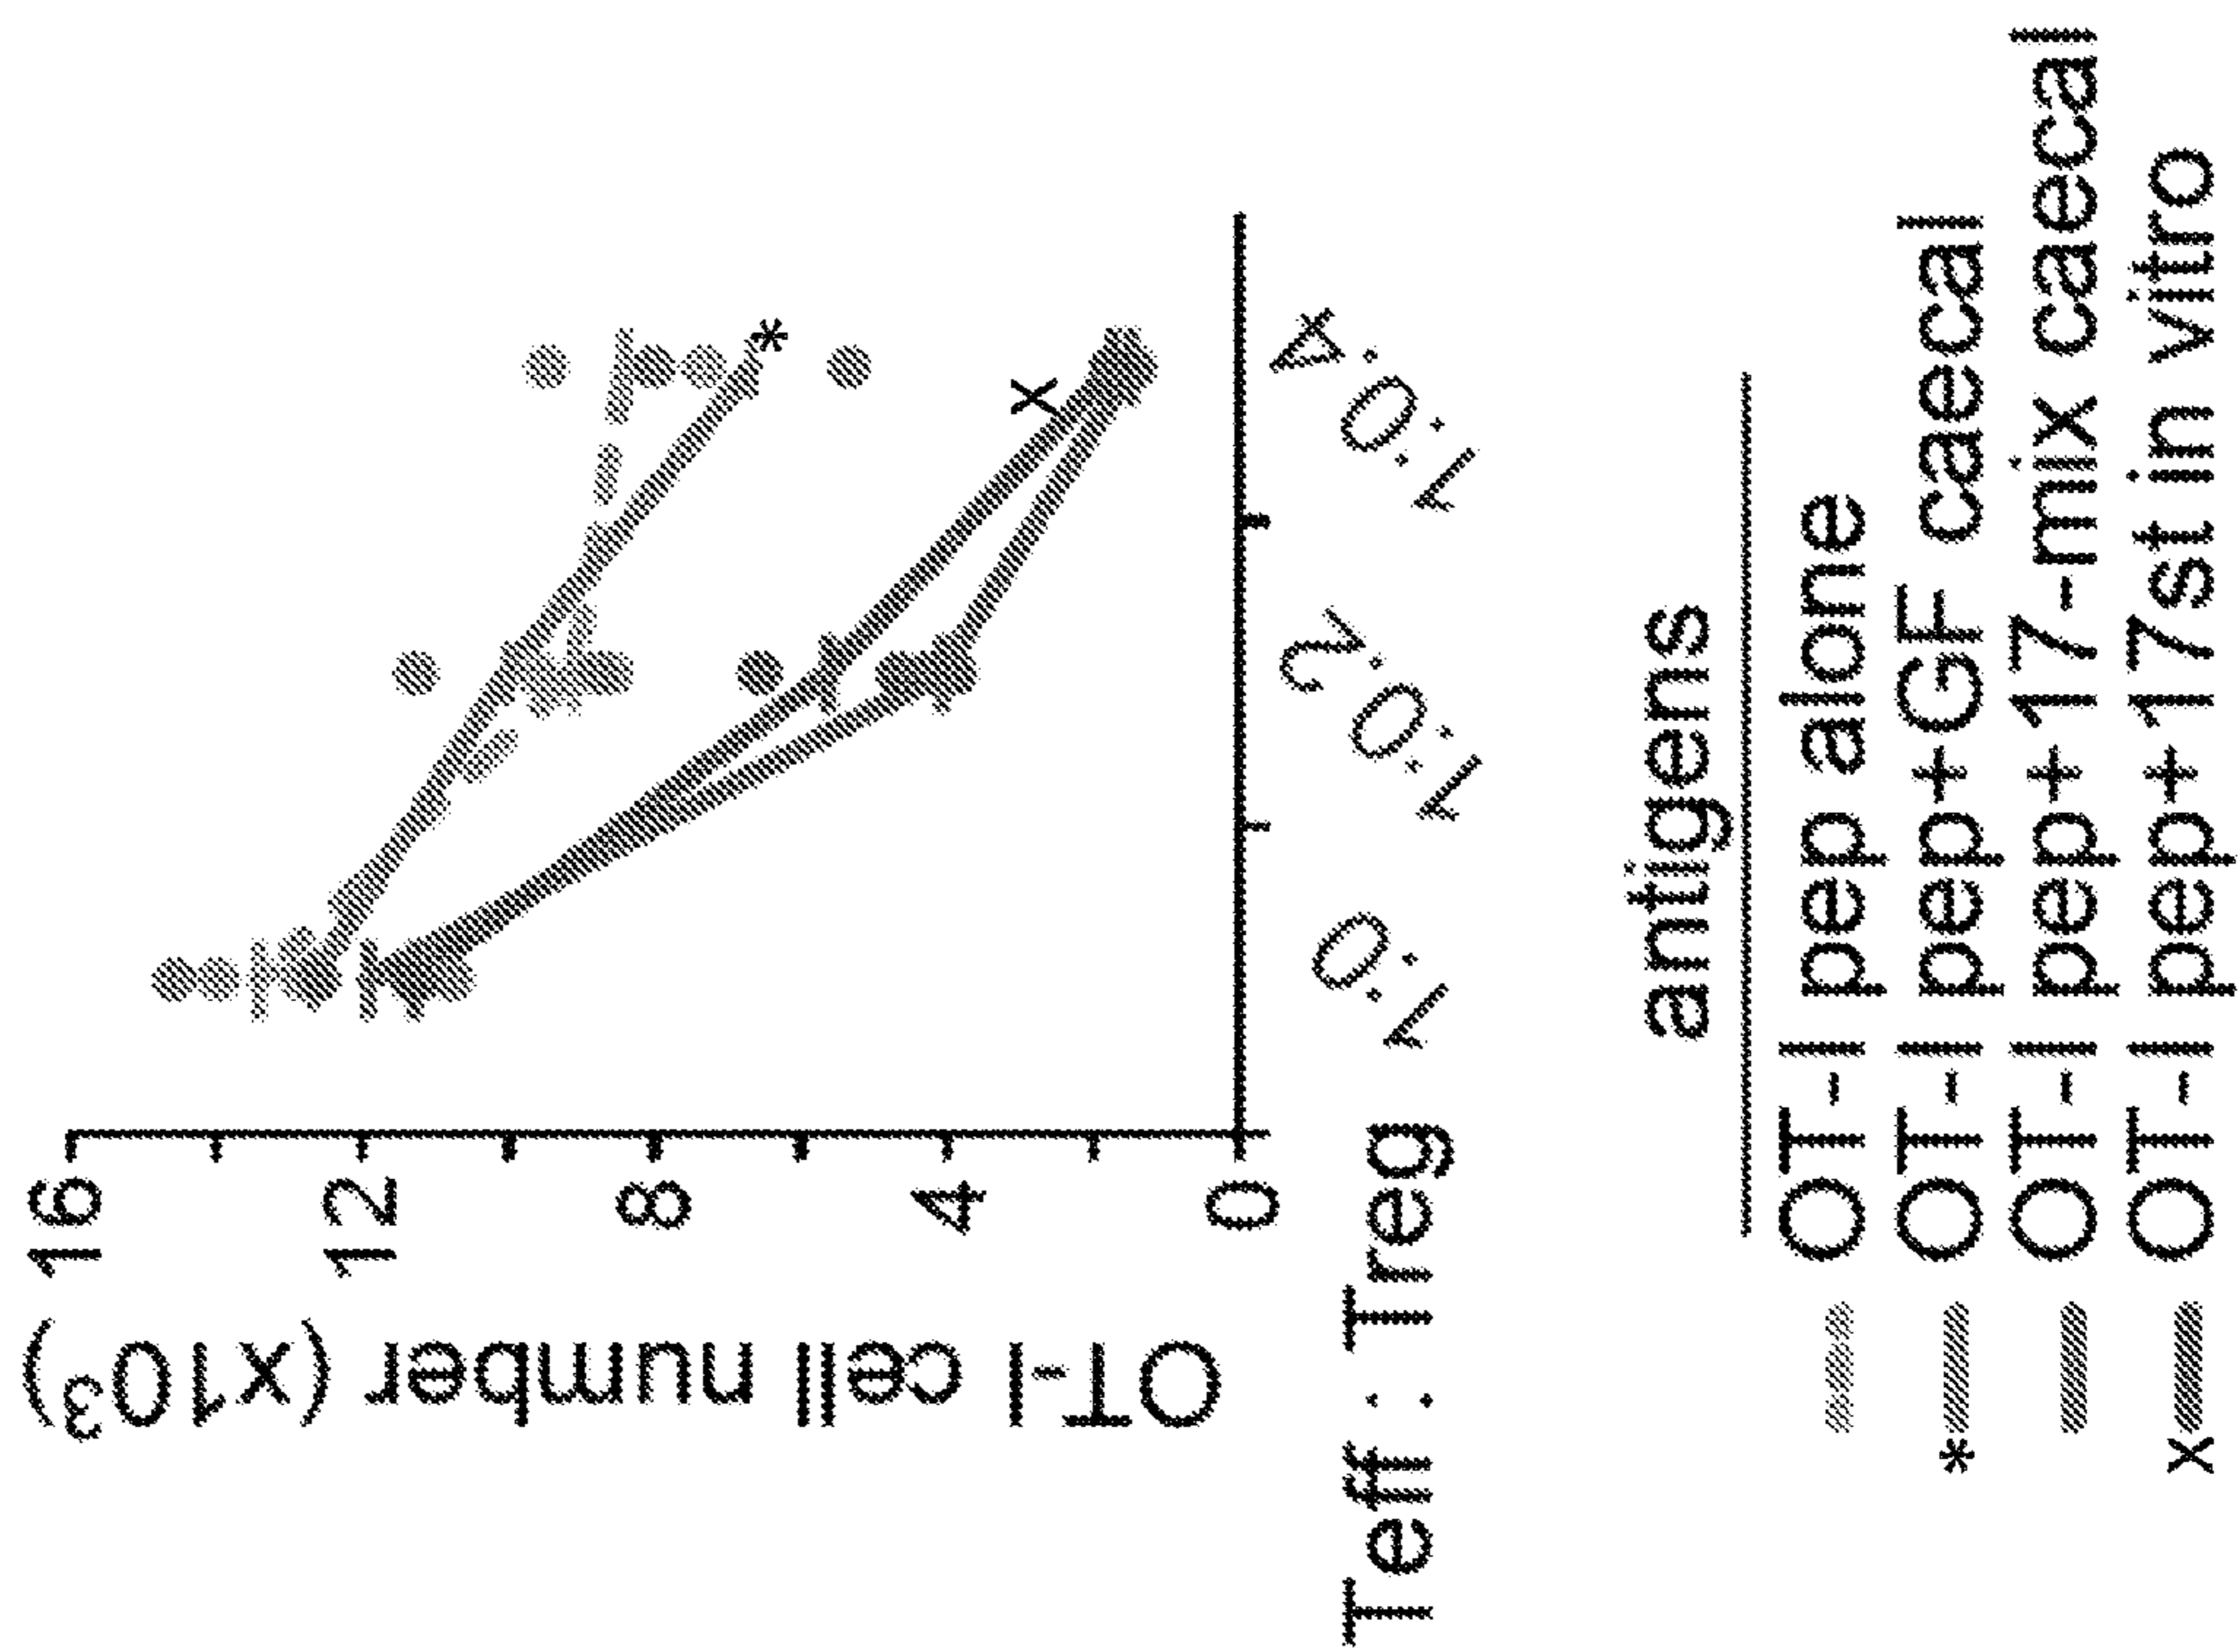 OT-I cell number (x10³)
16
12
8
4
0
Teff : Treg
1:0
1:0.2
1:0.4
*
x
antigens
OT-I pep alone
* OT-I pep+GF caecal
OT-I pep+17-mix caecal
x OT-I pep+17st in vitro